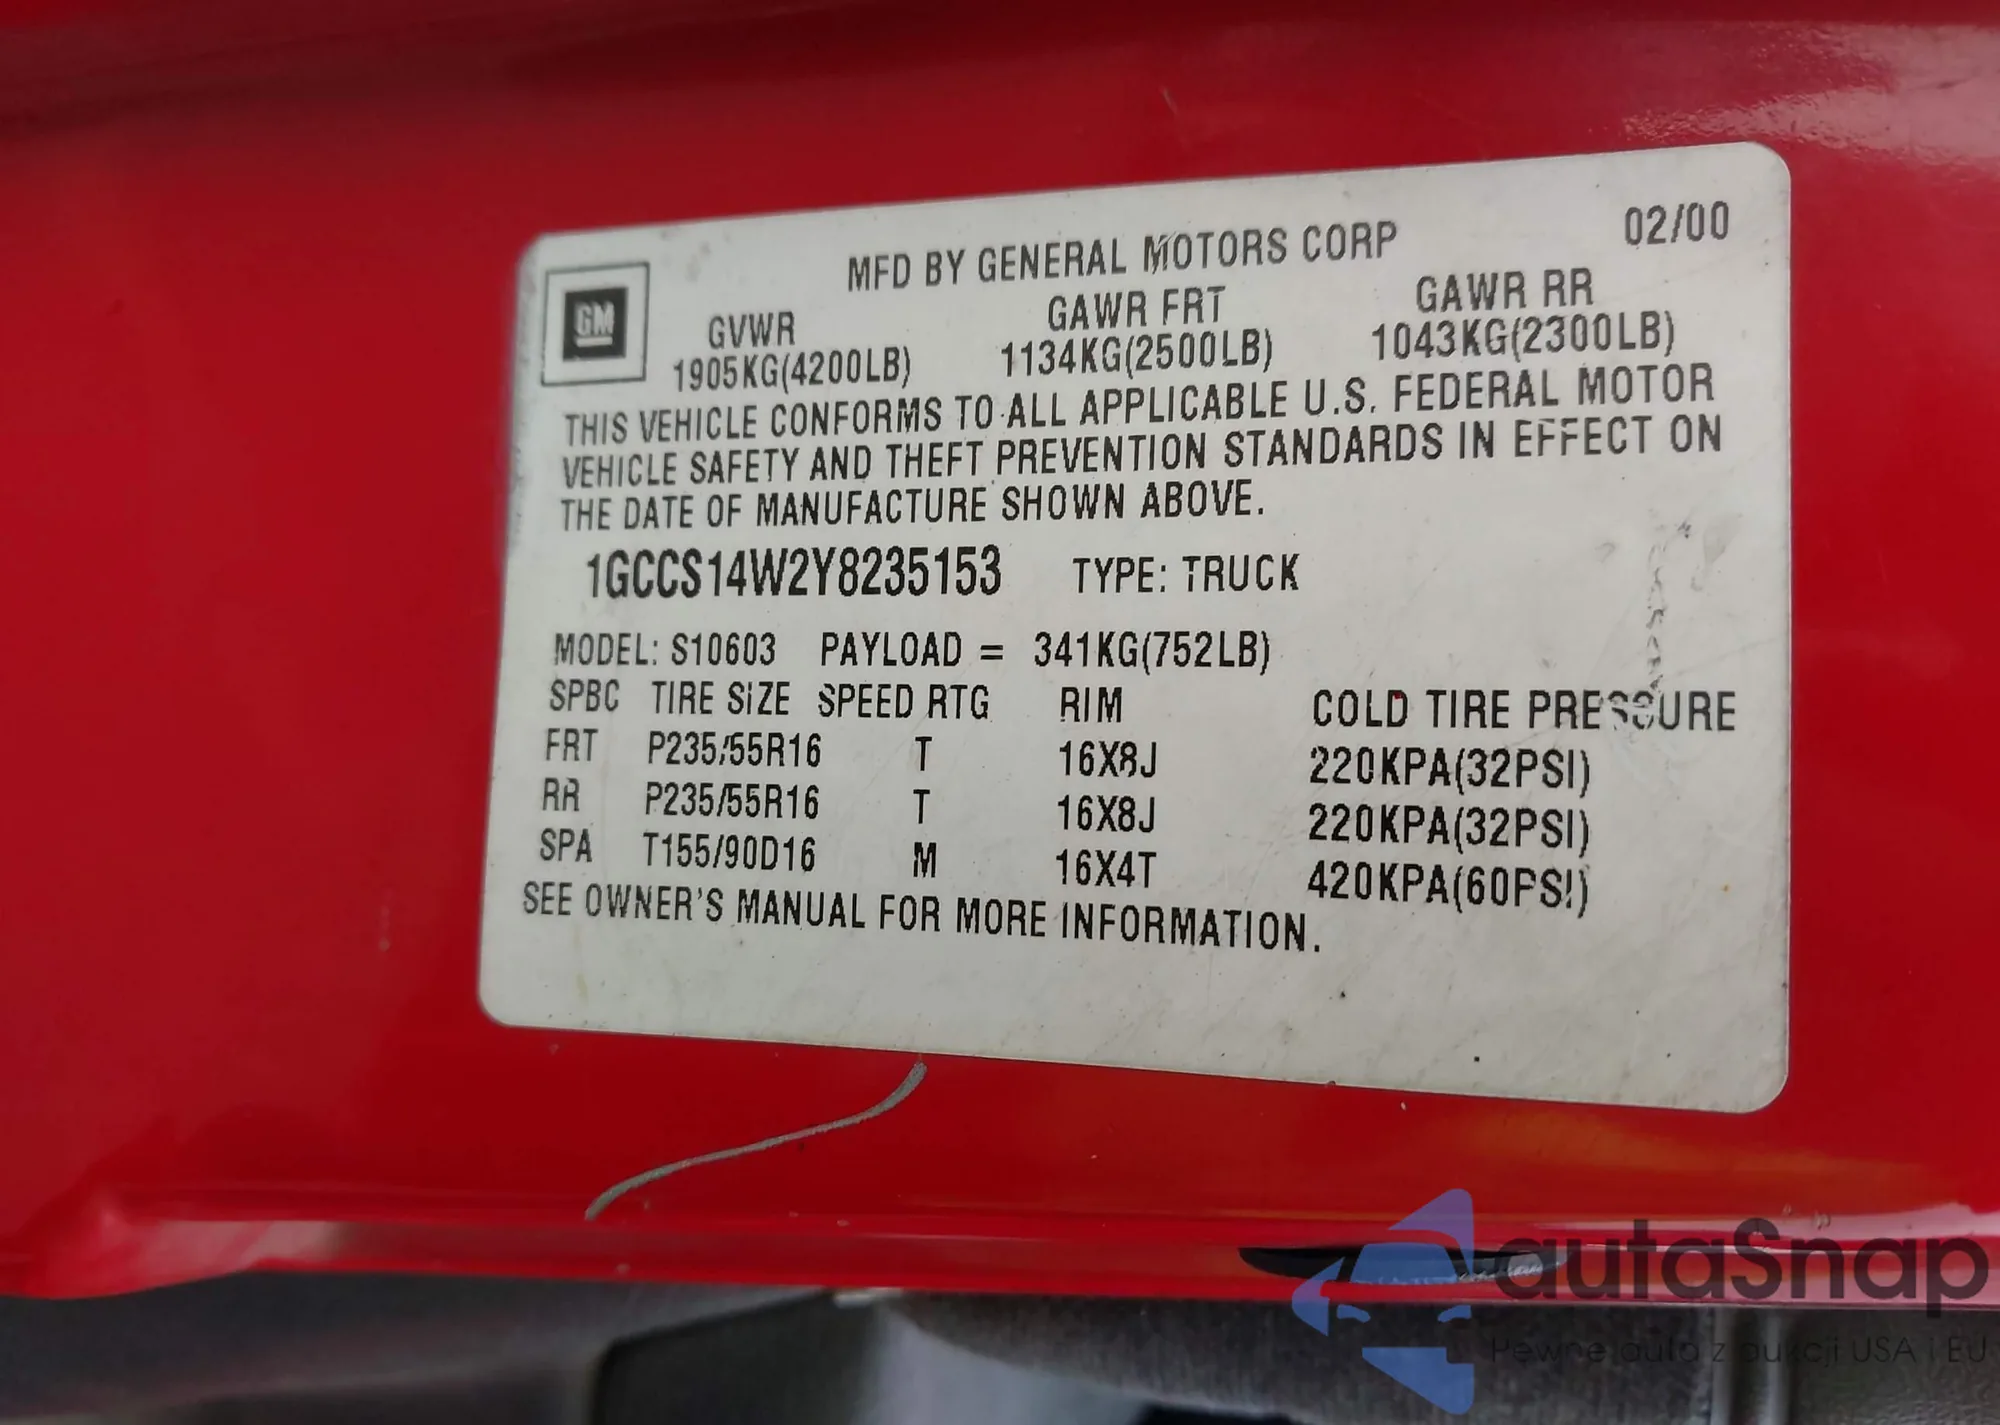 02/00
MFD BY GENERAL MOTORS CORP
GM
GVWR GAWR FRT GAWR RR
1905KG(4200LB) 1134KG(2500LB) 1043KG(2300LB)
THIS VEHICLE CONFORMS TO ALL APPLICABLE U.S. FEDERAL MOTOR
VEHICLE SAFETY AND THEFT PREVENTION STANDARDS IN EFFECT ON
THE DATE OF MANUFACTURE SHOWN ABOVE.
1GCCS14W2Y8235153 TYPE: TRUCK
MODEL: S10603 PAYLOAD = 341KG(752LB)
SPBC TIRE SIZE SPEED RTG RIM COLD TIRE PRESSURE
FRT P235/55R16 T 16X8J 220KPA(32PSI)
RR P235/55R16 T 16X8J 220KPA(32PSI)
SPA T155/90D16 M 16X4T 420KPA(60PSI)
SEE OWNER'S MANUAL FOR MORE INFORMATION.
autaSnap
Pewne auta z aukcji USA i EU